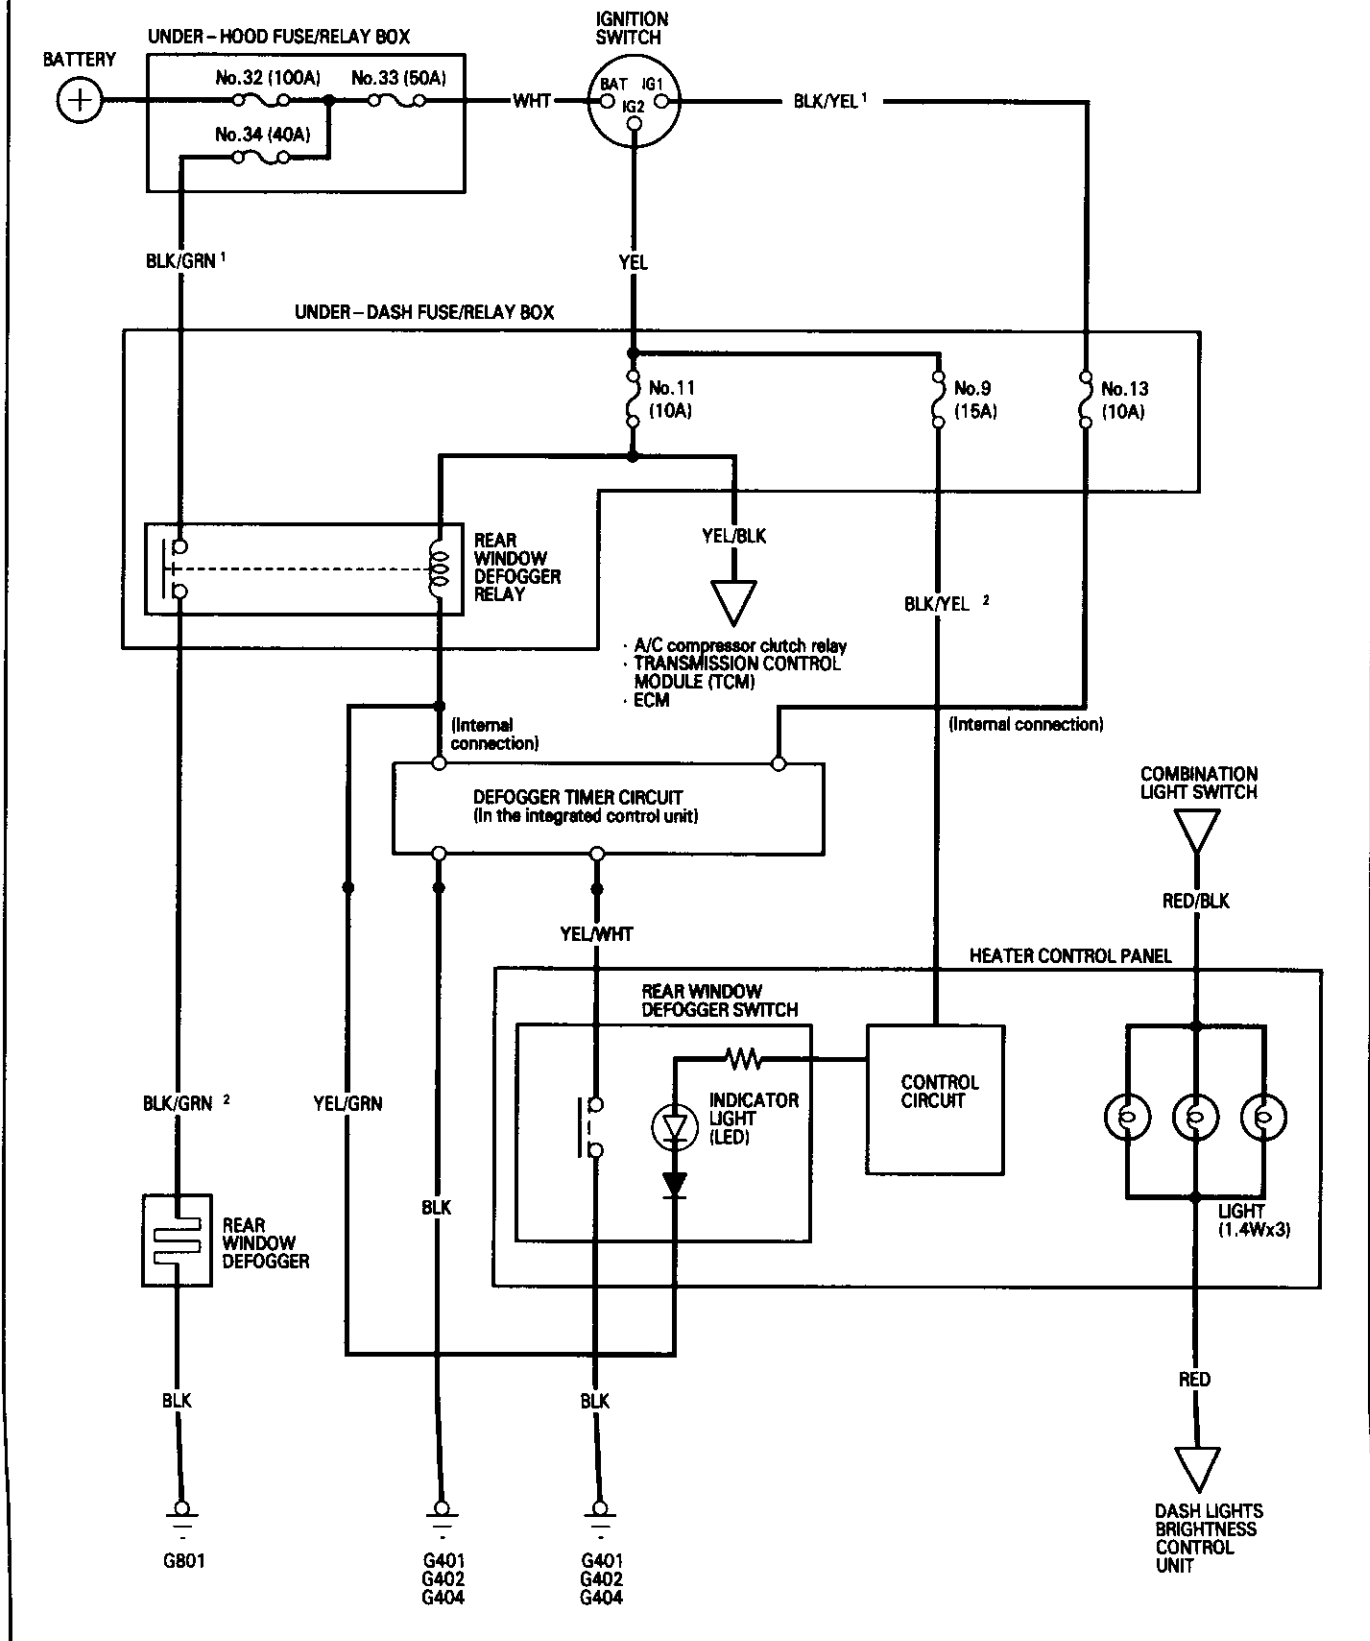 IGNITION
SWITCH
UNDER – HOOD FUSE/RELAY BOX
BATTERY
No.32 (100A)
No.33 (50A)
BAT
IG1
IG2
WHT
BLK/YEL 1
No.34 (40A)
BLK/GRN 1
YEL
UNDER – DASH FUSE/RELAY BOX
No.11
(10A)
No.9
(15A)
No.13
(10A)
REAR
WINDOW
DEFOGGER
RELAY
YEL/BLK
BLK/YEL 2
· A/C compressor clutch relay
· TRANSMISSION CONTROL
MODULE (TCM)
· ECM
(Internal
connection)
(Internal connection)
DEFOGGER TIMER CIRCUIT
(In the integrated control unit)
COMBINATION
LIGHT SWITCH
RED/BLK
YEL/WHT
HEATER CONTROL PANEL
REAR WINDOW
DEFOGGER SWITCH
CONTROL
CIRCUIT
INDICATOR
LIGHT
(LED)
BLK/GRN 2
YEL/GRN
BLK
LIGHT
(1.4Wx3)
REAR
WINDOW
DEFOGGER
BLK
BLK
RED
G801
G401
G402
G404
G401
G402
G404
DASH LIGHTS
BRIGHTNESS
CONTROL
UNIT